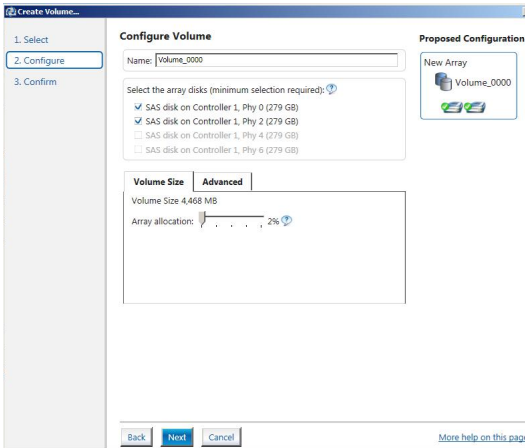 Create Volume...
1. Select
2. Configure
3. Confirm
Configure Volume
Name: Volume_0000
Select the array disks (minimum selection required):
SAS disk on Controller 1, Phy 0 (279 GB)
SAS disk on Controller 1, Phy 2 (279 GB)
SAS disk on Controller 1, Phy 4 (279 GB)
SAS disk on Controller 1, Phy 6 (279 GB)
Volume Size
Advanced
Volume Size 4,468 MB
Array allocation: 2%
Proposed Configuration
New Array
Volume_0000
Back
Next
Cancel
More help on this page